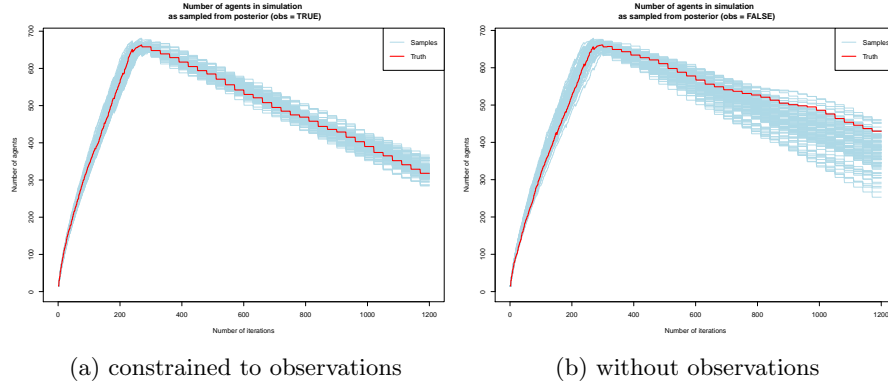 Number of agents in simulation
as sampled from posterior (obs = TRUE)
Number of agents
700
600
500
400
300
200
100
0
Samples
Truth
0 200 400 600 800 1000 1200
Number of iterations
(a) constrained to observations
Number of agents in simulation
as sampled from posterior (obs = FALSE)
Number of agents
700
600
500
400
300
200
100
0
Samples
Truth
0 200 400 600 800 1000 1200
Number of iterations
(b) without observations